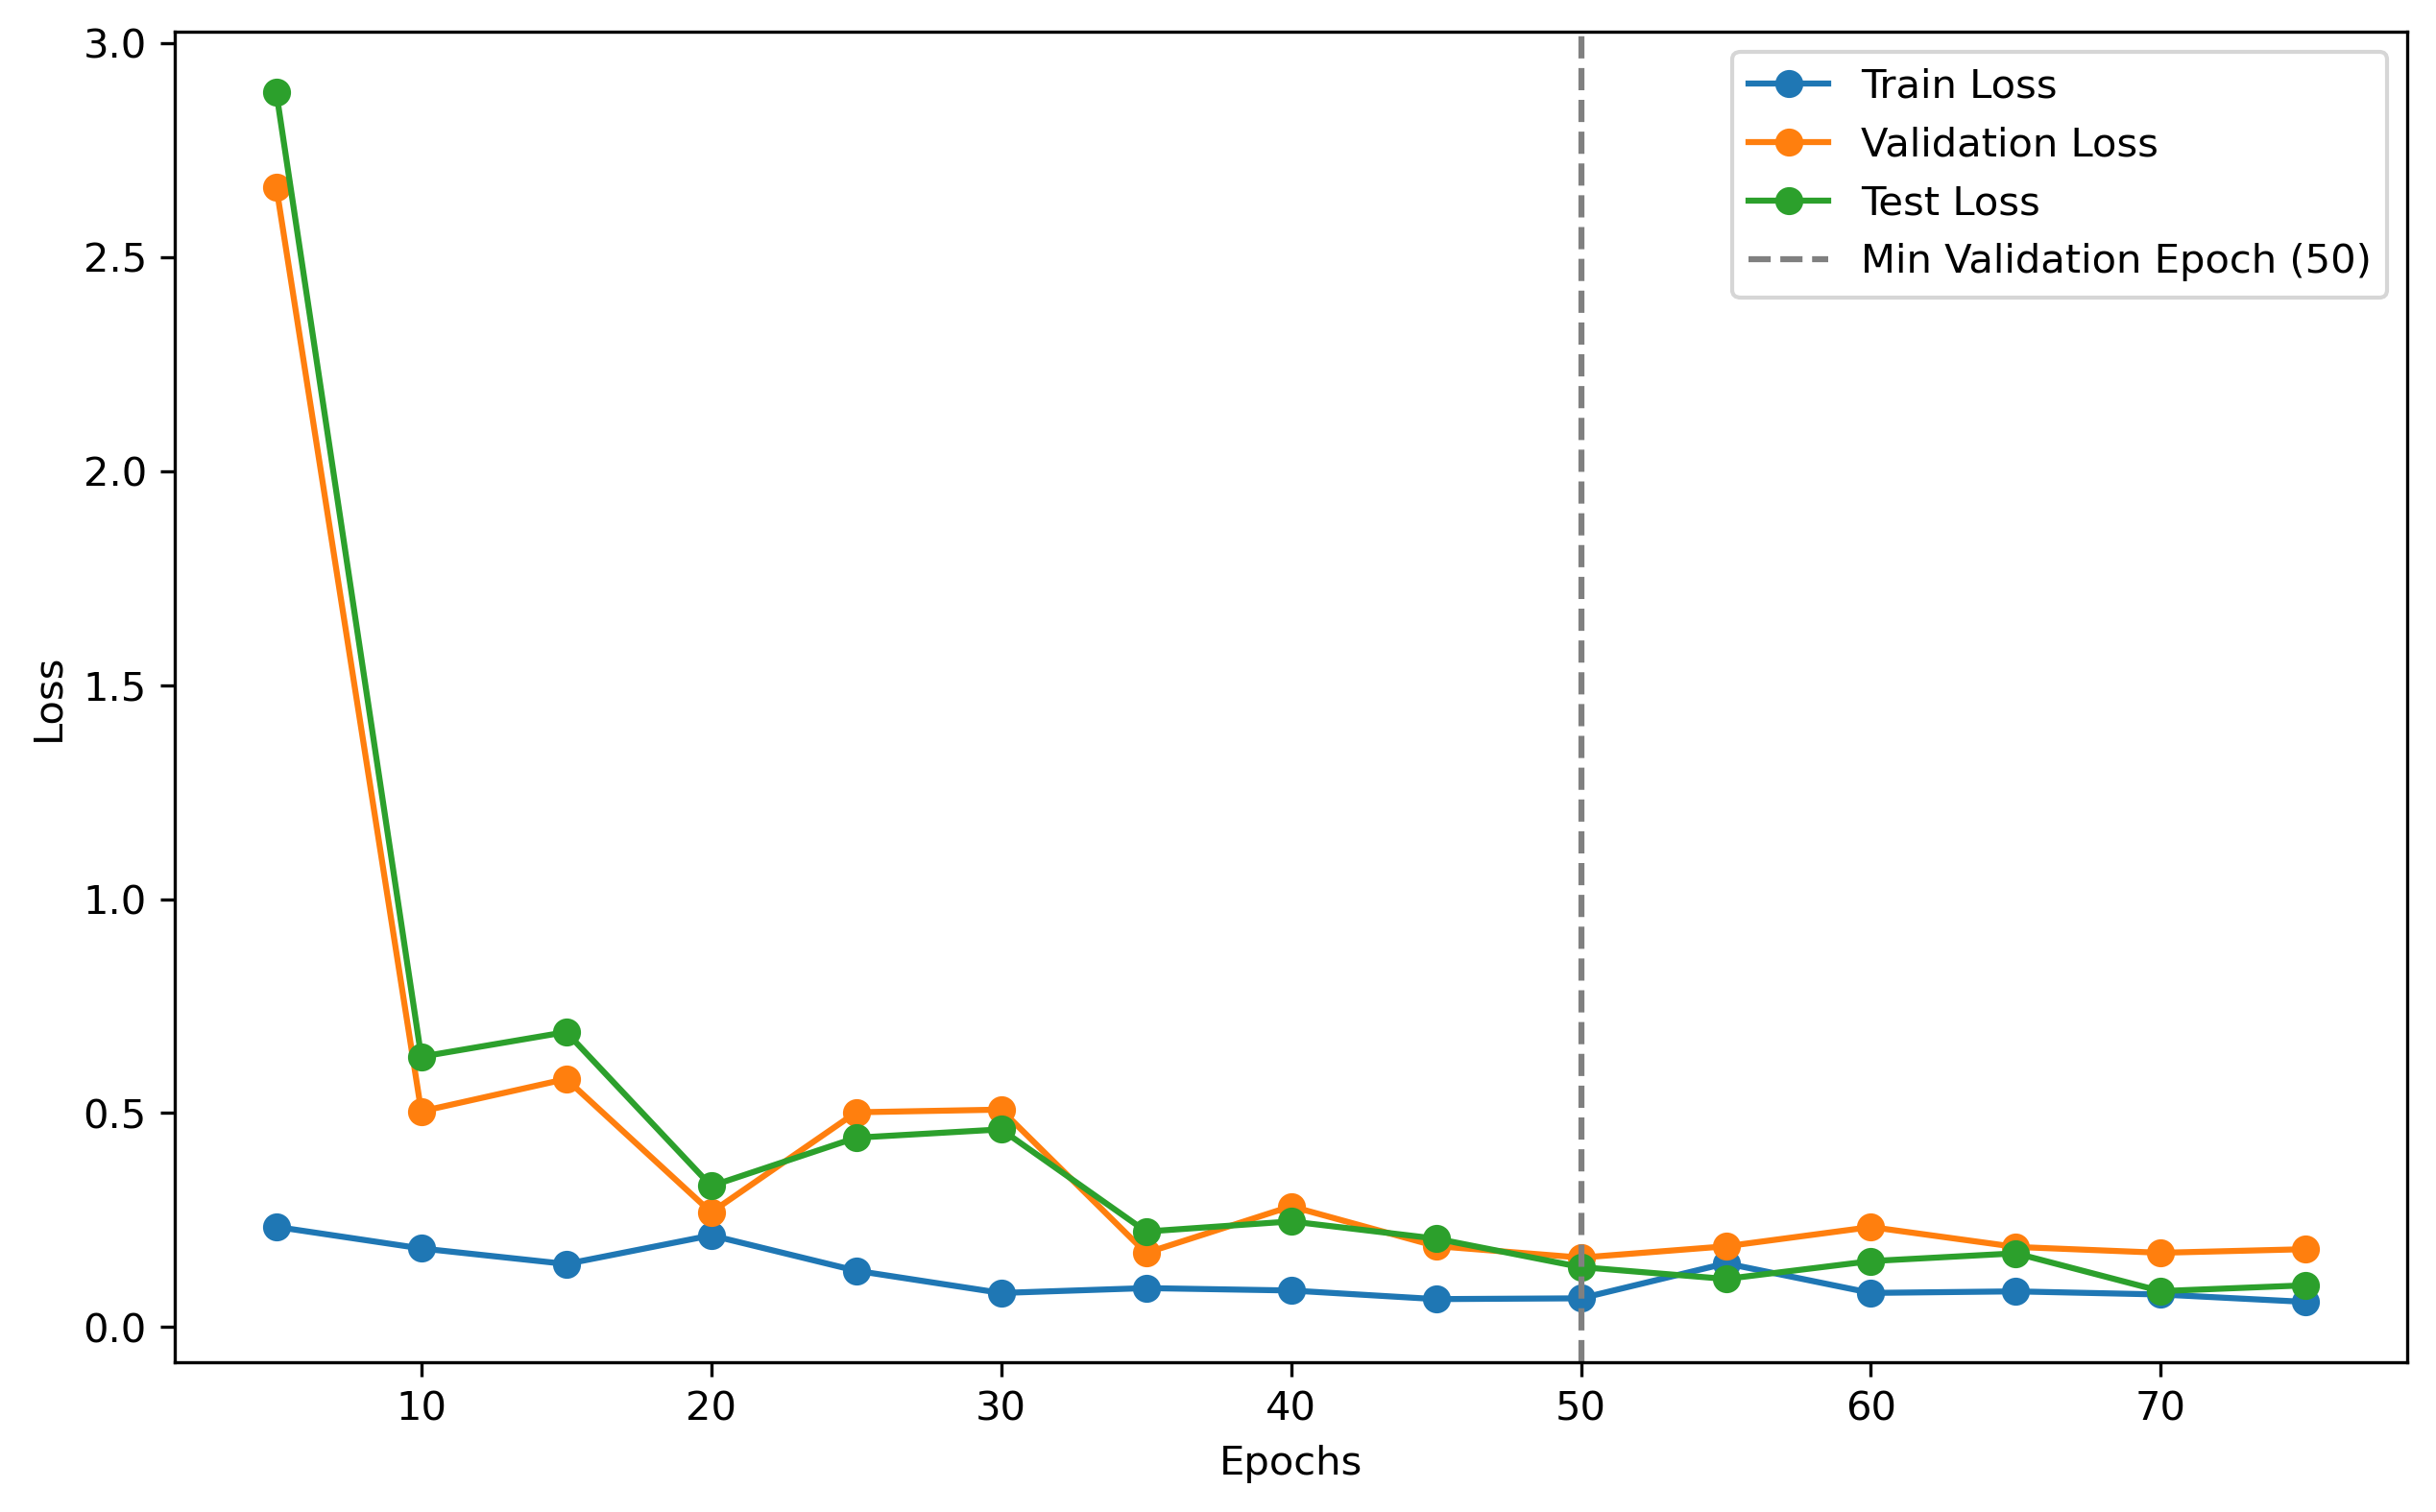 3.0
2.5
2.0
1.5
1.0
0.5
0.0
Loss
Train Loss
Validation Loss
Test Loss
Min Validation Epoch (50)
10 20 30 40 50 60 70
Epochs